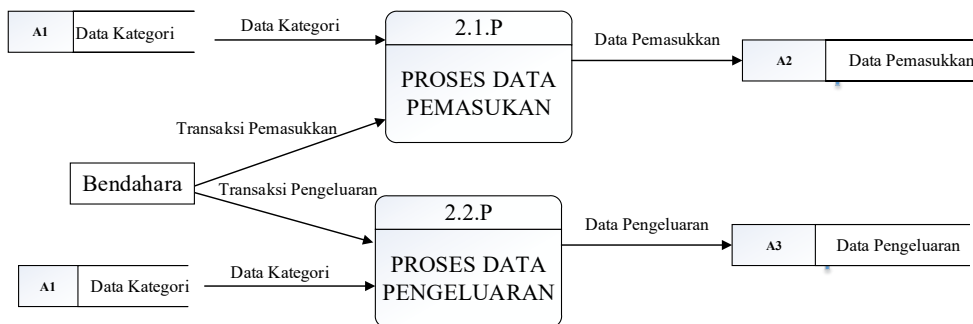 A1 Data Kategori
Data Kategori
2.1.P
PROSES DATA
PEMASUKAN
Data Pemasukkan
A2 Data Pemasukkan
Transaksi Pemasukkan
Bendahara
Transaksi Pengeluaran
2.2.P
PROSES DATA
PENGELUARAN
Data Pengeluaran
A3 Data Pengeluaran
A1 Data Kategori
Data Kategori